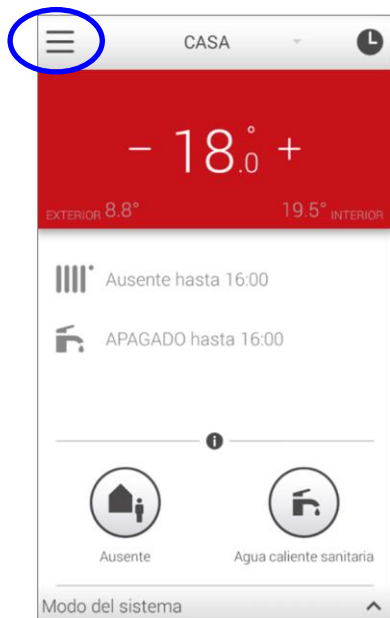 CASA
− 18.0° +
EXTERIOR 8.8° 19.5° INTERIOR
Ausente hasta 16:00
APAGADO hasta 16:00
Ausente Agua caliente sanitaria
Modo del sistema